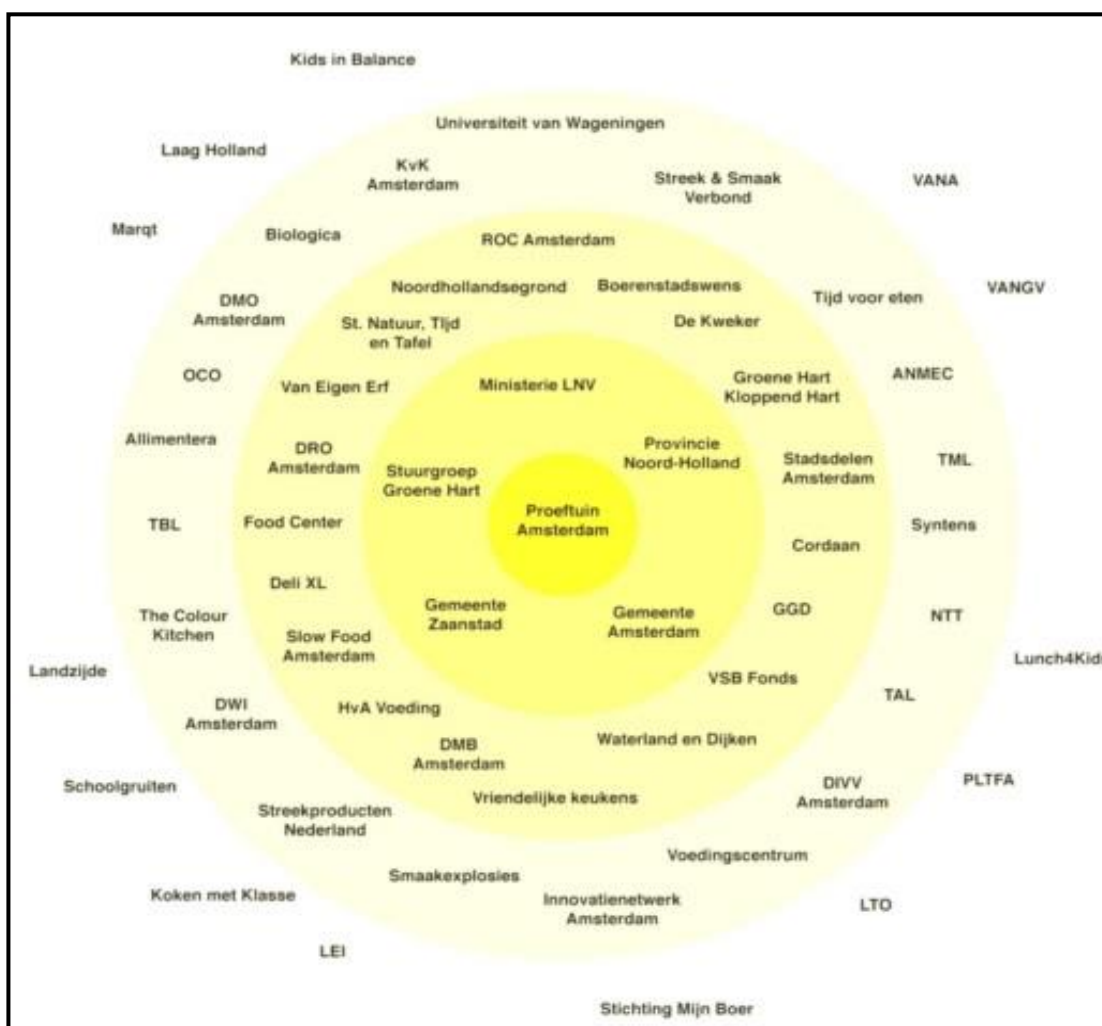 Kids in Balance
Universiteit van Wageningen
Laag Holland
KvK
Amsterdam
Streek & Smaak
Verbond
VANA
Marqt
Biologica
ROC Amsterdam
Noordhollandsegrond
Boerenstadswens
VANGV
DMO
Amsterdam
Tijd voor eten
St. Natuur, TIjd
en Tafel
De Kweker
OCO
Van Eigen Erf
Ministerie LNV
Groene Hart
Kloppend Hart
ANMEC
Allimentera
DRO
Amsterdam
Stuurgroep
Groene Hart
Provincie
Noord-Holland
Stadsdelen
Amsterdam
TML
TBL
Food Center
Proeftuin
Amsterdam
Cordaan
Syntens
Deli XL
The Colour
Kitchen
Slow Food
Amsterdam
Gemeente
Zaanstad
Gemeente
Amsterdam
GGD
NTT
Landzijde
Lunch4Kids
DWI
Amsterdam
HvA Voeding
VSB Fonds
TAL
DMB
Amsterdam
Waterland en Dijken
Schoolgruiten
Streekproducten
Nederland
Vriendelijke keukens
DIVV
Amsterdam
PLTFA
Voedingscentrum
Koken met Klasse
Smaakexplosies
Innovatienetwerk
Amsterdam
LTO
LEI
Stichting Mijn Boer